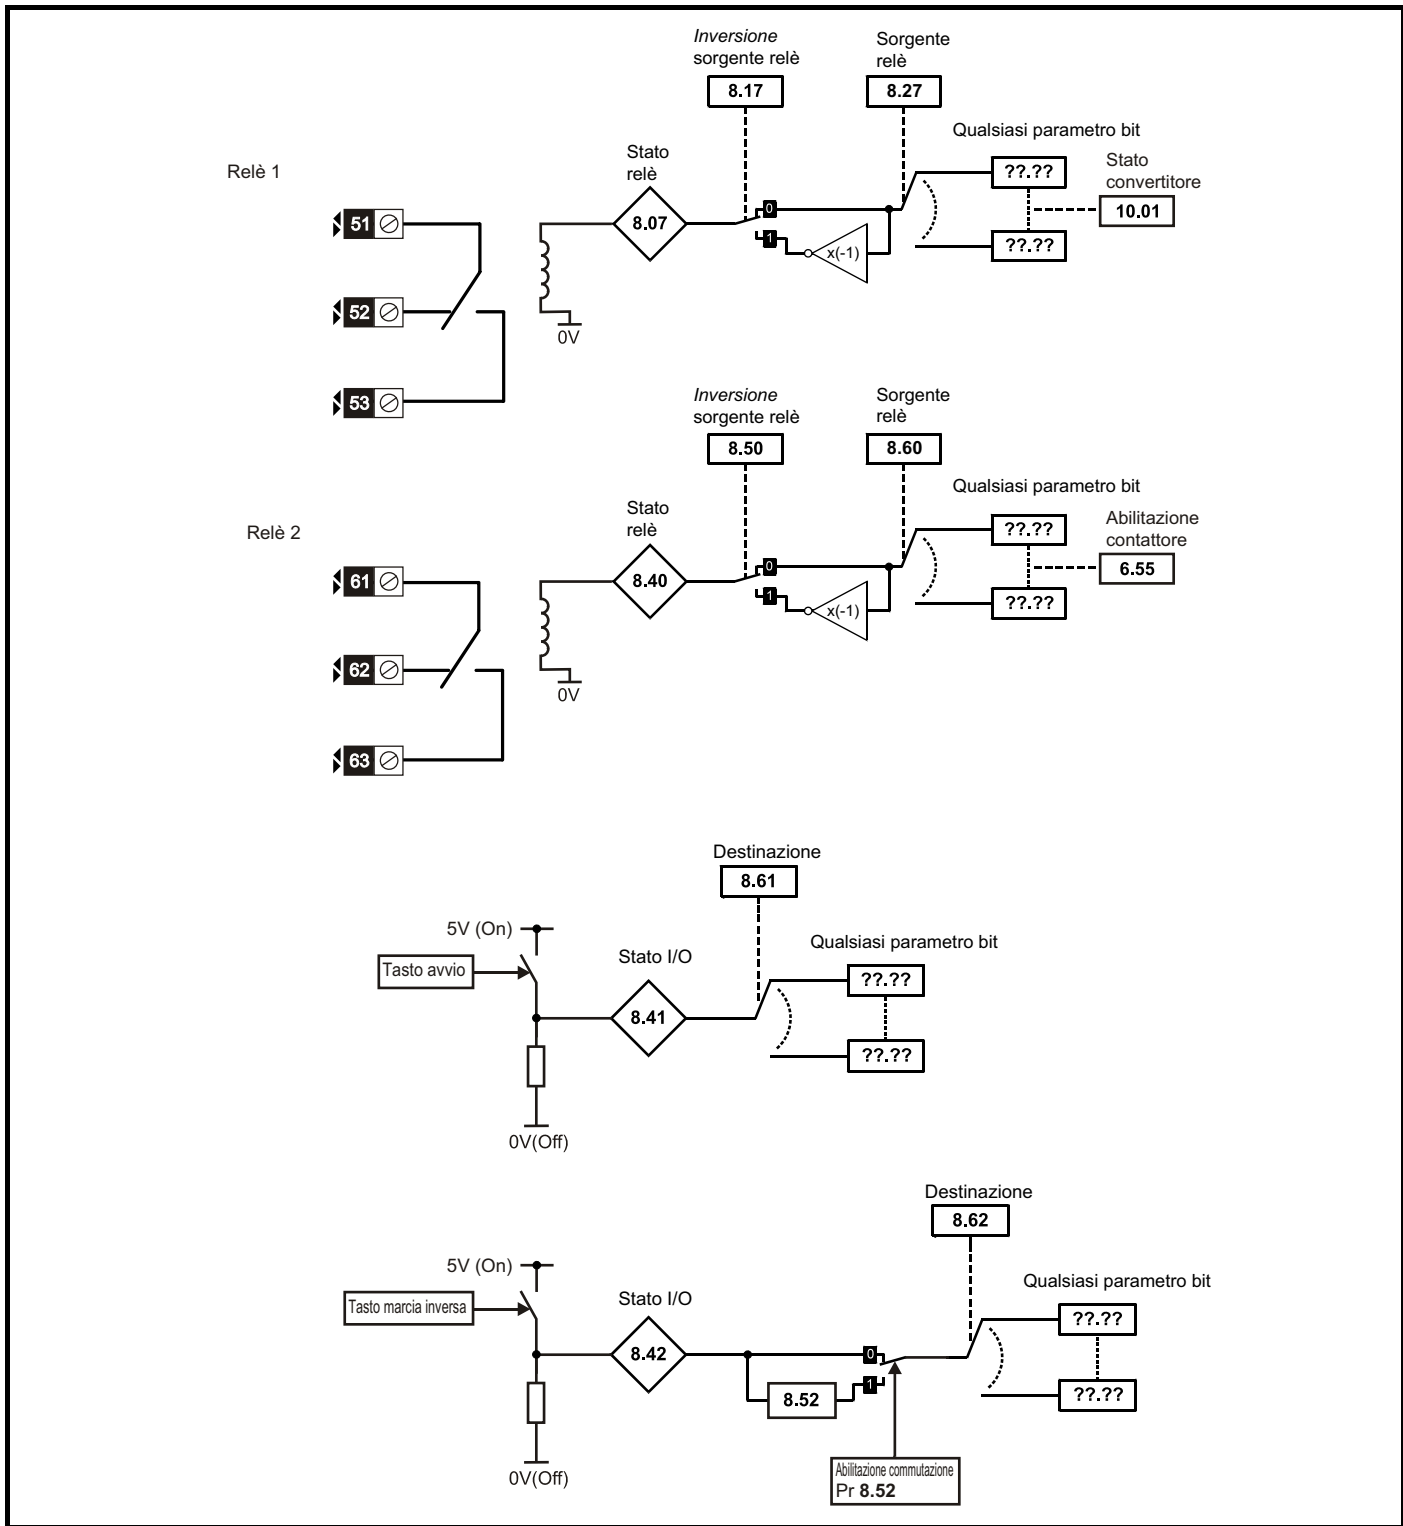 Inversione
sorgente relè
8.17
Sorgente
relè
8.27
Qualsiasi parametro bit
??.??
??.??
Stato
convertitore
10.01
Relè 1
Stato
relè
8.07
0
1
x(-1)
51
52
53
0V
Inversione
sorgente relè
8.50
Sorgente
relè
8.60
Qualsiasi parametro bit
??.??
??.??
Abilitazione
contattore
6.55
Relè 2
Stato
relè
8.40
0
1
x(-1)
61
62
63
0V
Destinazione
8.61
5V (On)
Tasto avvio
Stato I/O
8.41
Qualsiasi parametro bit
??.??
??.??
0V(Off)
Destinazione
8.62
5V (On)
Tasto marcia inversa
Stato I/O
8.42
0
1
8.52
Qualsiasi parametro bit
??.??
??.??
0V(Off)
Abilitazione commutazione
Pr 8.52